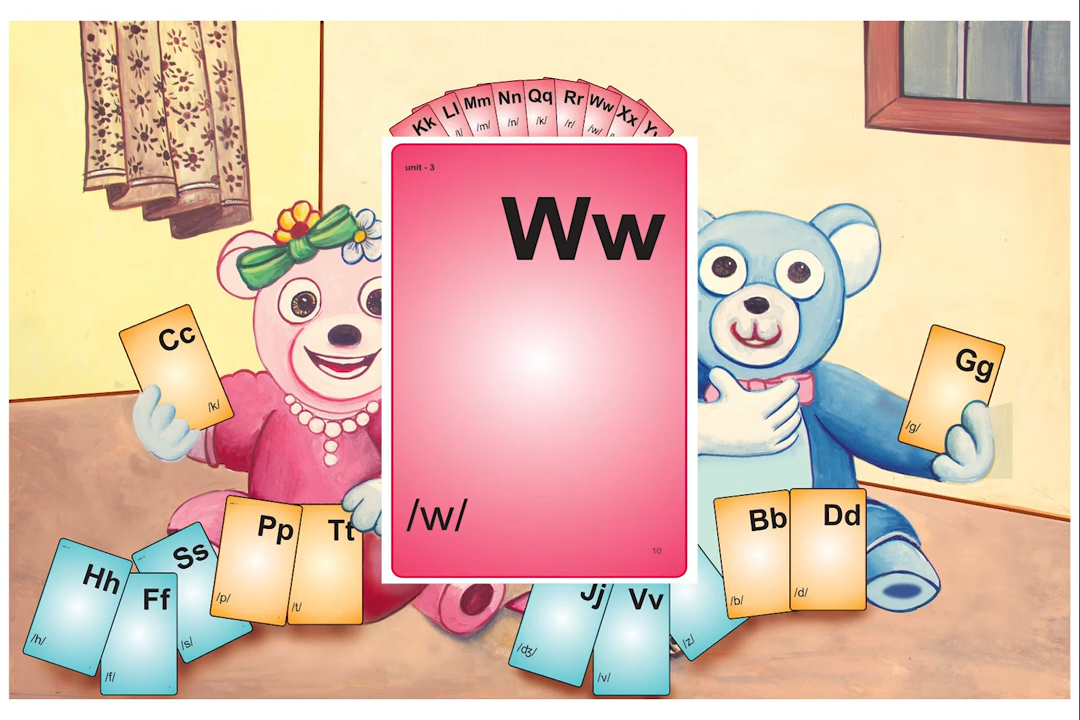 Kk
Ll
Mm
Nn
Qq
Rr
Ww
Xx
/l/
/m/
/n/
/k/
/r/
/w/
unit - 3
Ww
/w/
10
Cc
/k/
Gg
/g/
Pp
/p/
Tt
/t/
Bb
/b/
Dd
/d/
Hh
/h/
Ss
/s/
Ff
/f/
Jj
/dʒ/
Vv
/v/
/z/